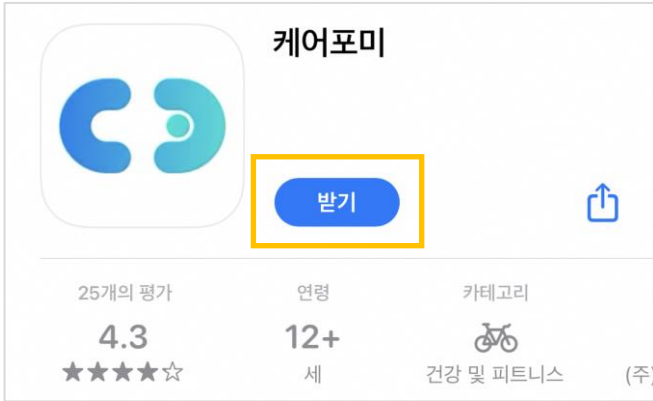 케어포미
받기
25개의 평가
연령
카테고리
4.3
12+
★★★★☆
세
건강 및 피트니스
(주)